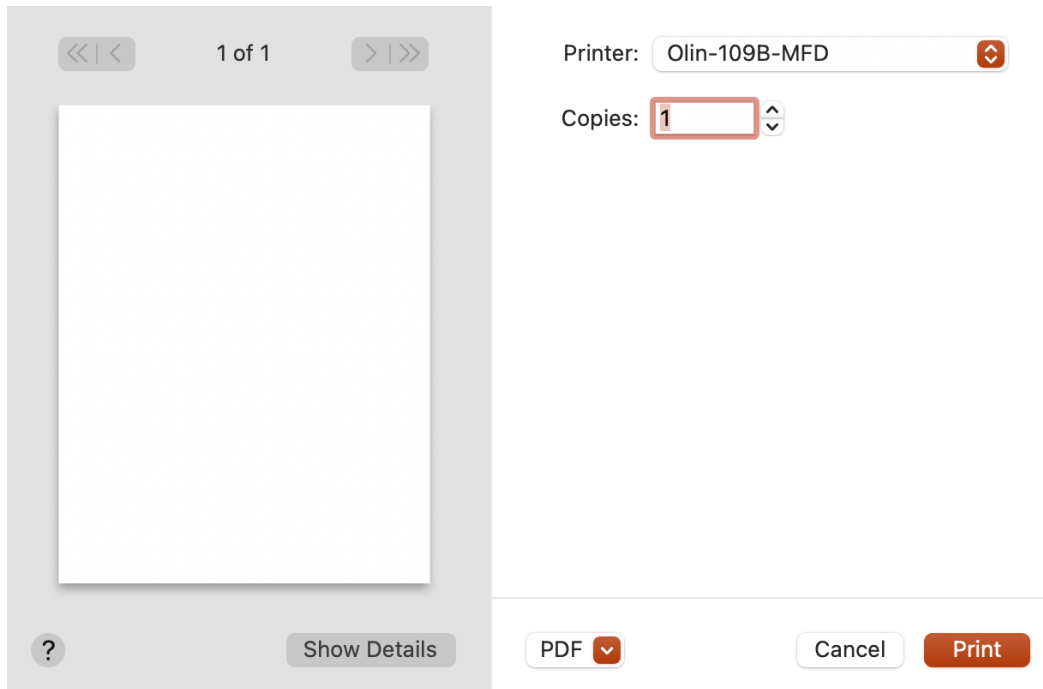 1 of 1
Printer: Olin-109B-MFD
Copies: 1
? Show Details
PDF Cancel Print